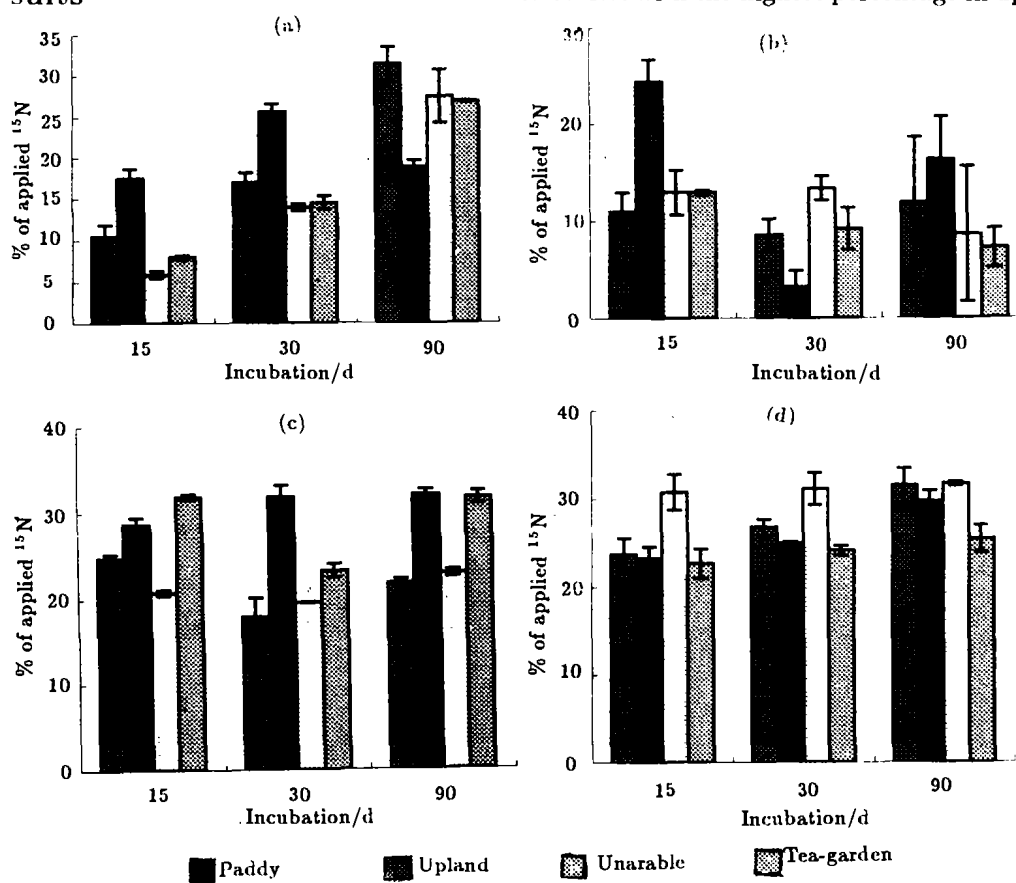 suits
(a)
35
30
25
20
15
10
5
0
% of applied ¹⁵N
15 30 90
Incubation/d
(b)
30
20
10
0
% of applied ¹⁵N
15 30 90
Incubation/d
(c)
40
30
20
10
0
% of applied ¹⁵N
15 30 90
Incubation/d
(d)
40
30
20
10
0
% of applied ¹⁵N
15 30 90
Incubation/d
Paddy Upland Unarable Tea-garden